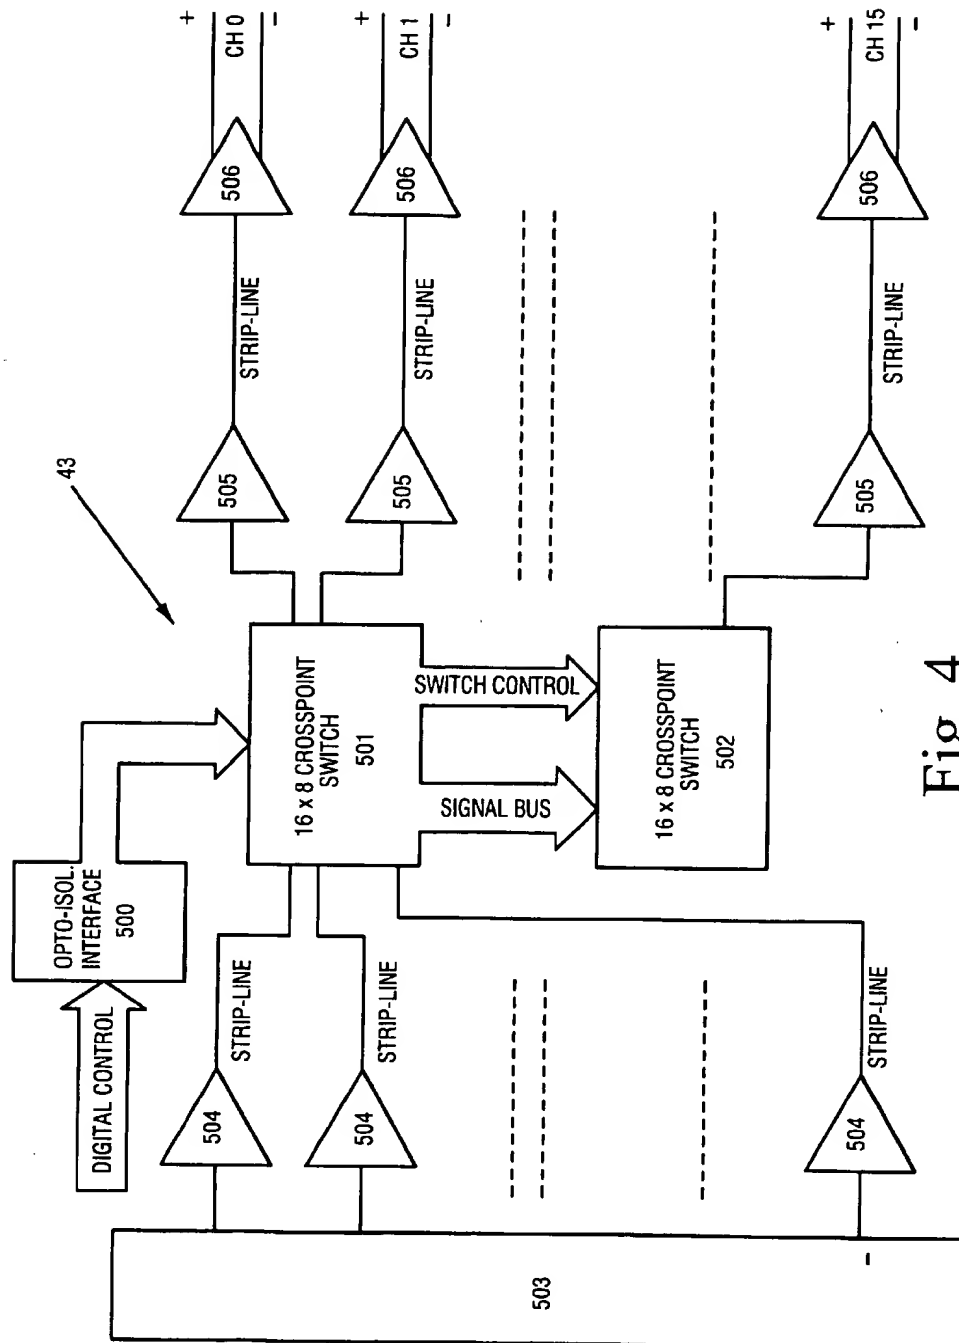 43
DIGITAL CONTROL
OPTO-ISOL.
INTERFACE
500
504
STRIP-LINE
504
STRIP-LINE
504
STRIP-LINE
503
-
16 x 8 CROSSPOINT
SWITCH
501
SIGNAL BUS
SWITCH CONTROL
16 x 8 CROSSPOINT
SWITCH
502
505
STRIP-LINE
506
+
CH 0
-
505
STRIP-LINE
506
+
CH 1
-
505
STRIP-LINE
506
+
CH 15
-
Fig 4